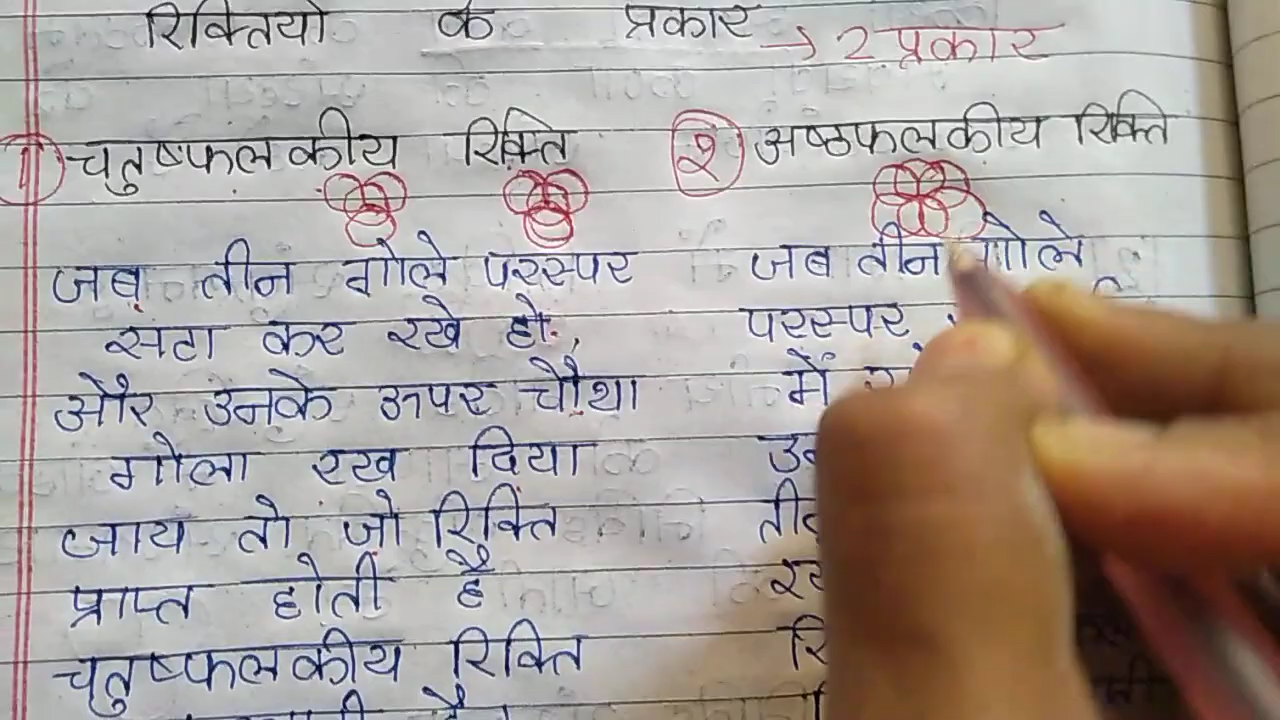 रिक्तियो के प्रकार → 2 प्रकार
① चतुष्फलकीय रिक्ति
जब तीन गोले परस्पर
सटा कर रखे हो,
और उनके ऊपर चौथा
गोला रख दिया
जाय तो जो रिक्ति
प्राप्त होती है
चतुष्फलकीय रिक्ति
② अष्ठफलकीय रिक्ति
जब तीन गोले
परस्पर
में